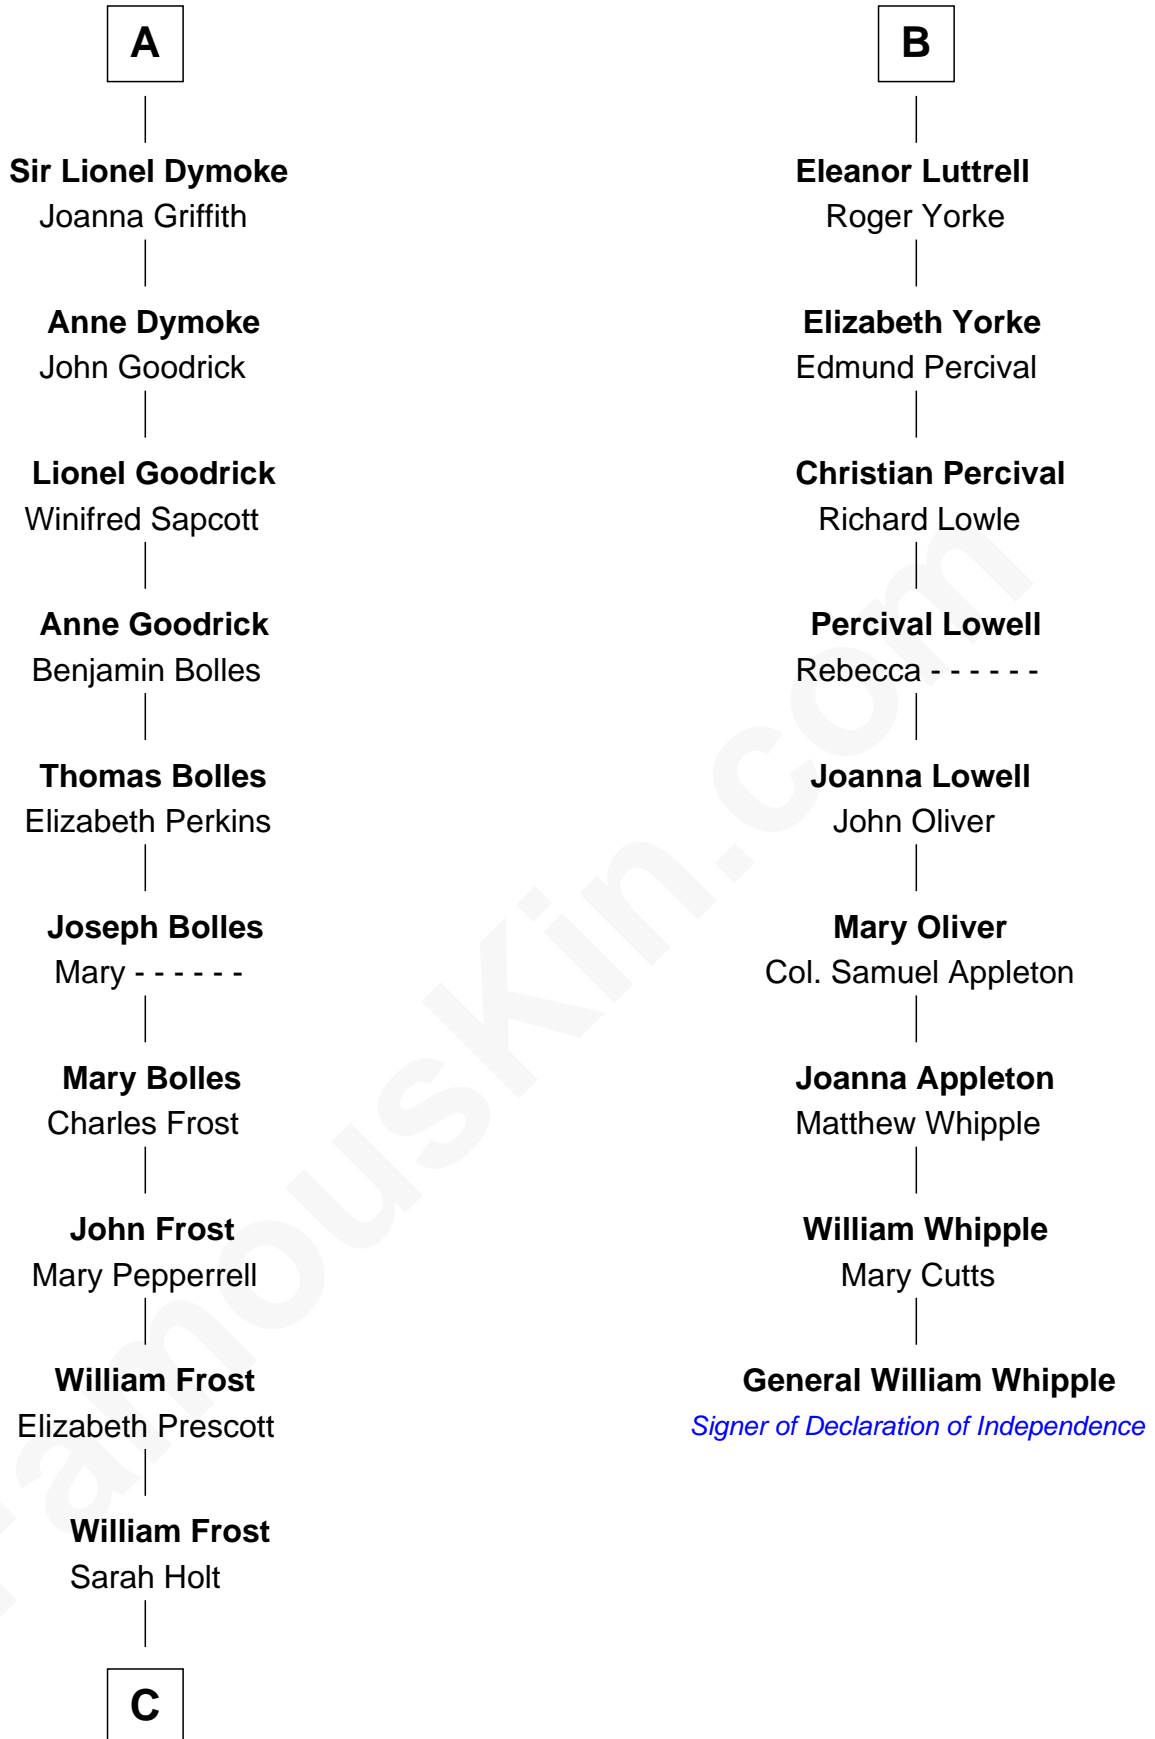 A
Sir Lionel Dymoke
Joanna Griffith
Anne Dymoke
John Goodrick
Lionel Goodrick
Winifred Sapcott
Anne Goodrick
Benjamin Bolles
Thomas Bolles
Elizabeth Perkins
Joseph Bolles
Mary - - - - - -
Mary Bolles
Charles Frost
John Frost
Mary Pepperrell
William Frost
Elizabeth Prescott
William Frost
Sarah Holt
C
B
Eleanor Luttrell
Roger Yorke
Elizabeth Yorke
Edmund Percival
Christian Percival
Richard Lowle
Percival Lowell
Rebecca - - - - - -
Joanna Lowell
John Oliver
Mary Oliver
Col. Samuel Appleton
Joanna Appleton
Matthew Whipple
William Whipple
Mary Cutts
General William Whipple
Signer of Declaration of Independence
FamousKin.com